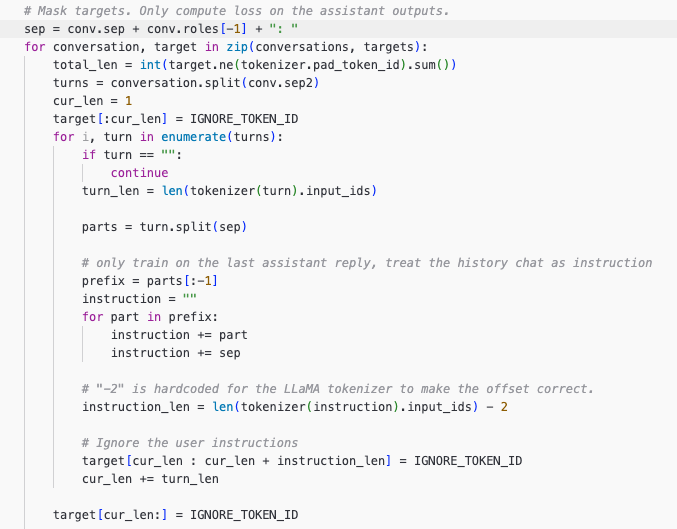 # Mask targets. Only compute loss on the assistant outputs.
sep = conv.sep + conv.roles[-1] + ": "
for conversation, target in zip(conversations, targets):
    total_len = int(target.ne(tokenizer.pad_token_id).sum())
    turns = conversation.split(conv.sep2)
    cur_len = 1
    target[:cur_len] = IGNORE_TOKEN_ID
    for i, turn in enumerate(turns):
        if turn == "":
            continue
        turn_len = len(tokenizer(turn).input_ids)

        parts = turn.split(sep)

        # only train on the last assistant reply, treat the history chat as instruction
        prefix = parts[:-1]
        instruction = ""
        for part in prefix:
            instruction += part
            instruction += sep

        # "-2" is hardcoded for the LLaMA tokenizer to make the offset correct.
        instruction_len = len(tokenizer(instruction).input_ids) - 2

        # Ignore the user instructions
        target[cur_len : cur_len + instruction_len] = IGNORE_TOKEN_ID
        cur_len += turn_len

    target[cur_len:] = IGNORE_TOKEN_ID